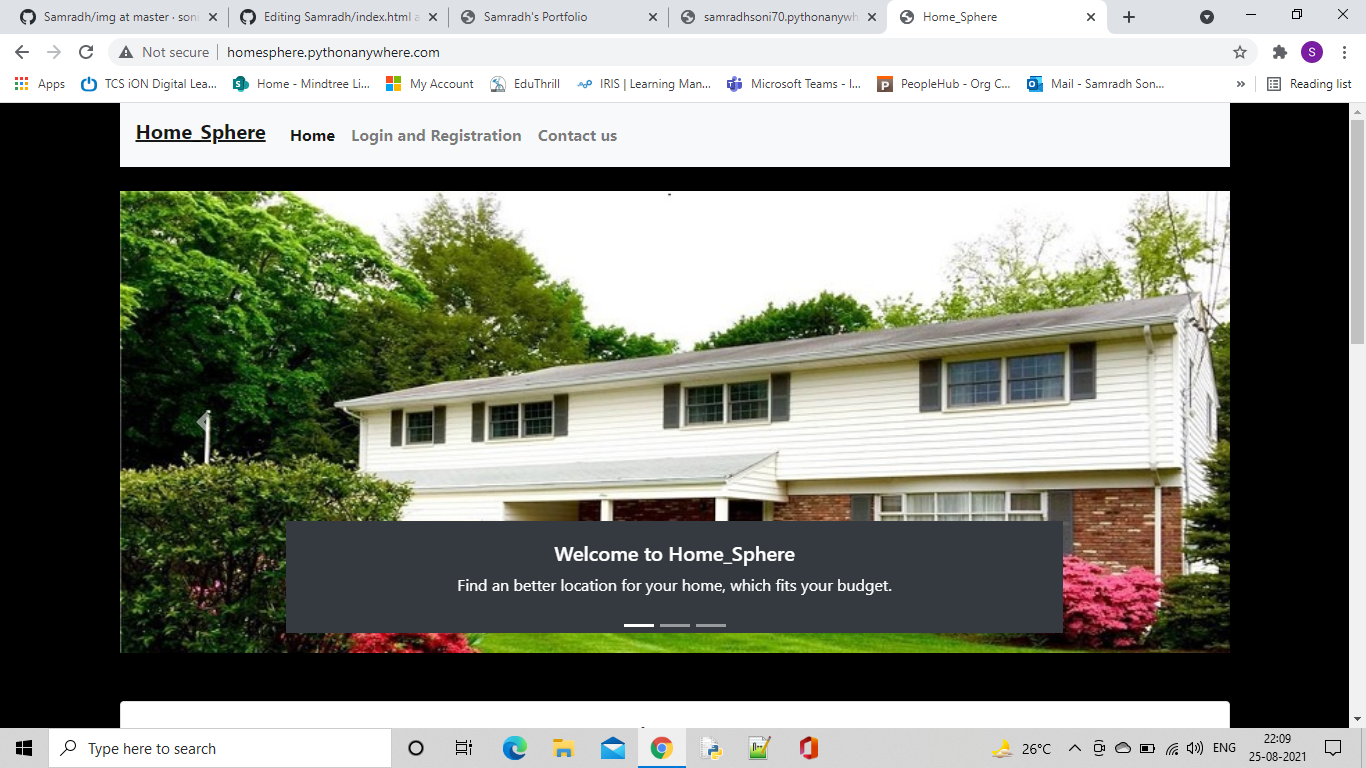 Samradh/img at master · soni
Editing Samradh/index.html a
Samradh's Portfolio
samradhsoni70.pythonanywh
Home_Sphere
Not secure
homesphere.pythonanywhere.com
S
Apps
TCS iON Digital Lea...
Home - Mindtree Li...
My Account
EduThrill
IRIS | Learning Man...
Microsoft Teams - I...
PeopleHub - Org C...
Mail - Samradh Son...
»
Reading list
Home_Sphere
Home
Login and Registration
Contact us
Welcome to Home_Sphere
Find an better location for your home, which fits your budget.
Type here to search
26°C
ENG
22:09
25-08-2021